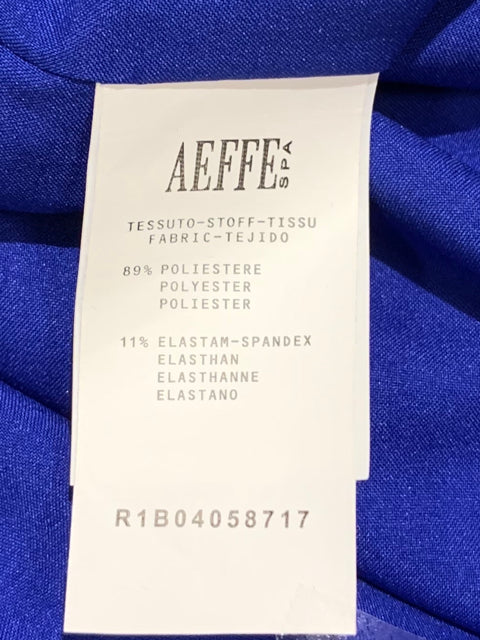 AEFFE SPA
TESSUTO-STOFF-TISSU
FABRIC-TEJIDO
89% POLIESTERE
POLYESTER
POLIESTER
11% ELASTAM-SPANDEX
ELASTHAN
ELASTHANNE
ELASTANO
R1B04058717